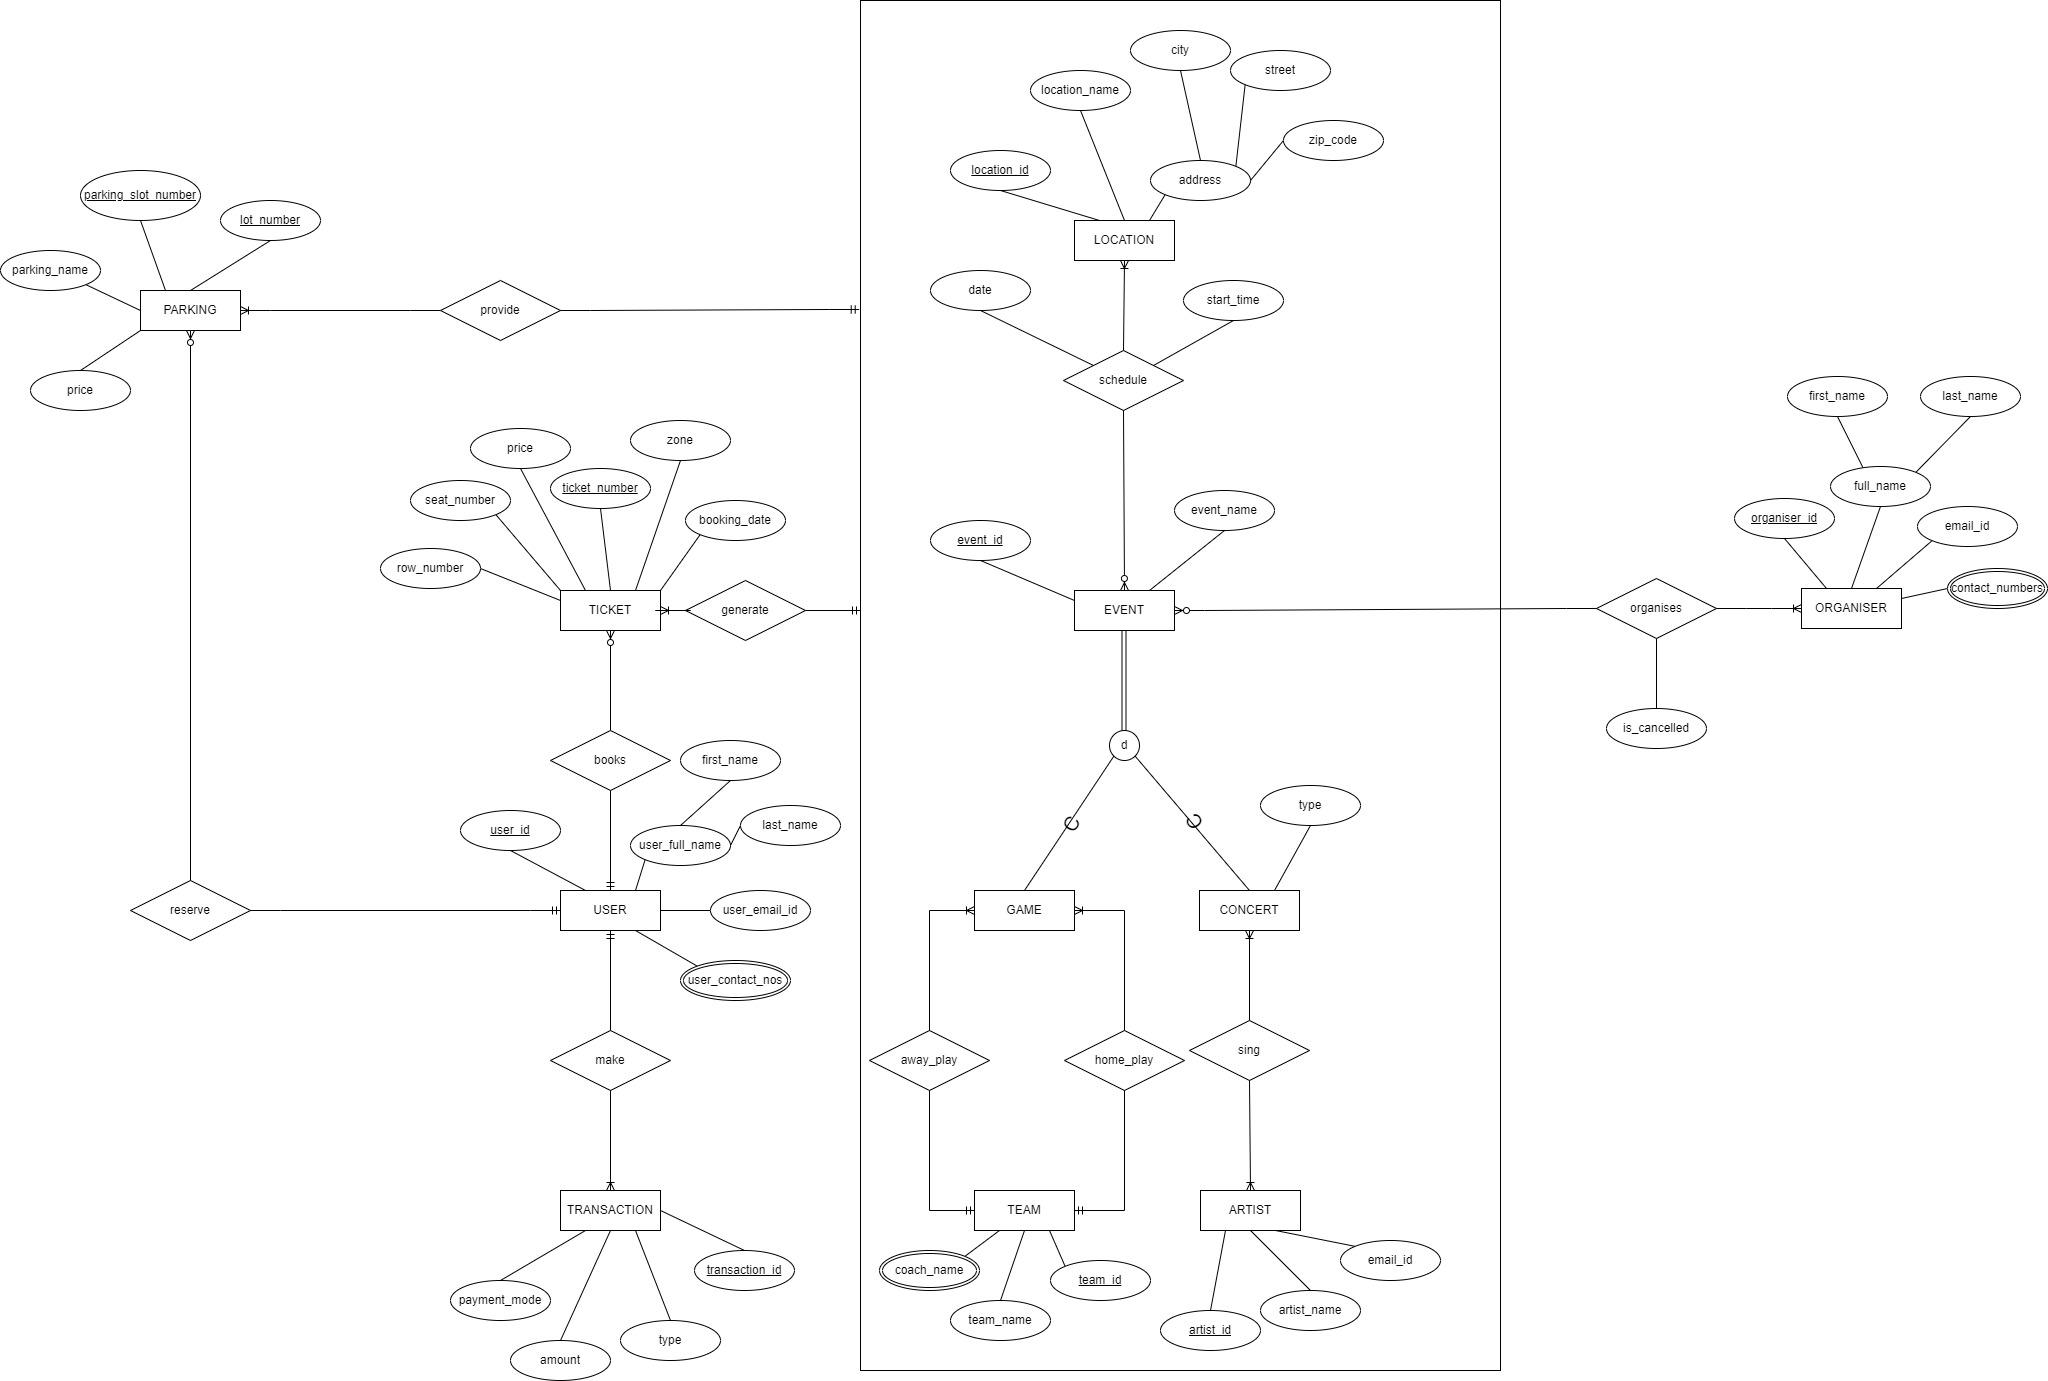 city
street
location_name
zip_code
location_id
address
parking_slot_number
lot_number
LOCATION
parking_name
date
start_time
PARKING
provide
schedule
price
first_name
last_name
price
zone
ticket_number
full_name
seat_number
booking_date
event_name
organiser_id
email_id
event_id
row_number
contact_numbers
TICKET
generate
EVENT
organises
ORGANISER
is_cancelled
d
books
first_name
type
user_id
last_name
user_full_name
reserve
USER
user_email_id
GAME
CONCERT
user_contact_nos
make
away_play
home_play
sing
TRANSACTION
TEAM
ARTIST
transaction_id
coach_name
team_id
email_id
payment_mode
team_name
artist_name
artist_id
type
amount